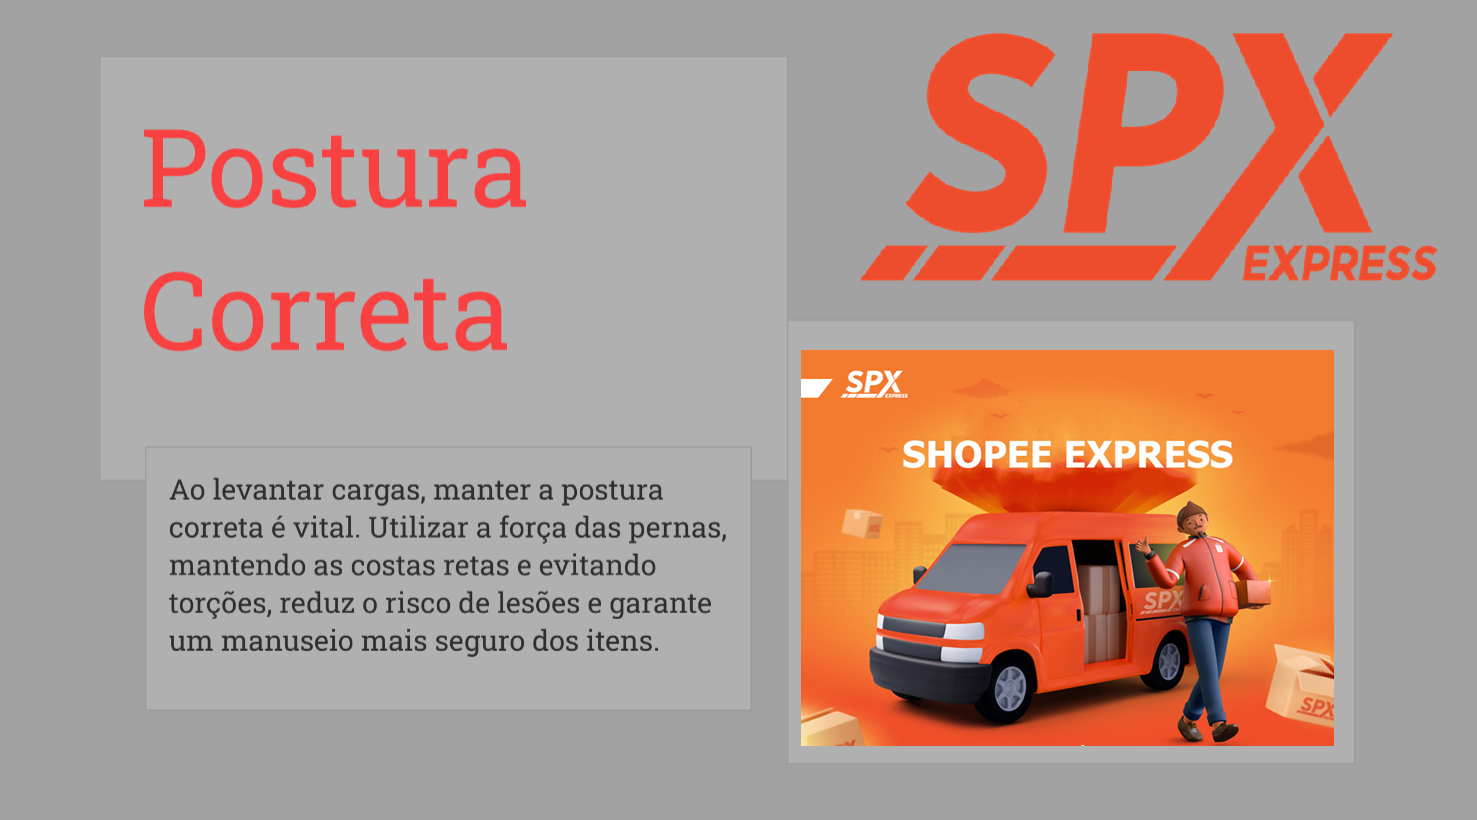 Postura
Correta
SPX
EXPRESS
Ao levantar cargas, manter a postura
correta é vital. Utilizar a força das pernas,
mantendo as costas retas e evitando
torções, reduz o risco de lesões e garante
um manuseio mais seguro dos itens.
SPX
EXPRESS
SHOPEE EXPRESS
SPX
SPX
SPX